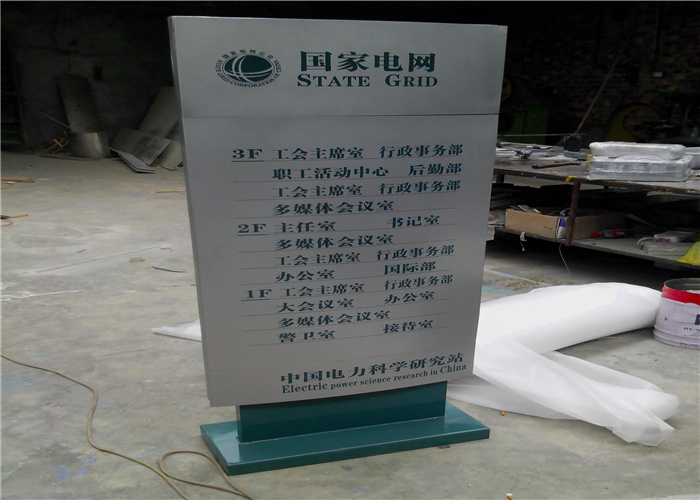 国家电网
STATE GRID
3F 工会主席室 行政事务部
职工活动中心 后勤部
工会主席室 行政事务部
多媒体会议室
2F 主任室 书记室
多媒体会议室
工会主席室 行政事务部
办公室 国际部
1F 工会主席室 行政事务部
大会议室 办公室
多媒体会议室
警卫室 接待室
中国电力科学研究站
Electric power science research in China